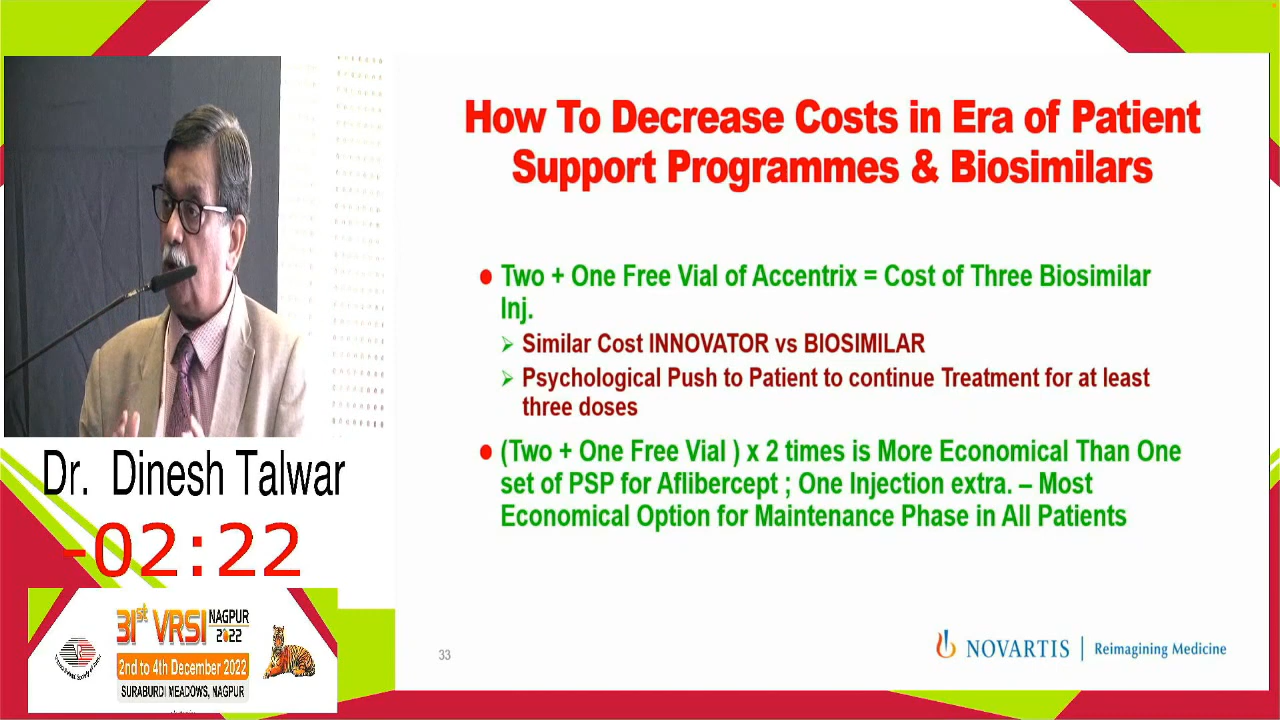 How To Decrease Costs in Era of Patient
Support Programmes & Biosimilars
Two + One Free Vial of Accentrix = Cost of Three Biosimilar
Inj.
Similar Cost INNOVATOR vs BIOSIMILAR
Psychological Push to Patient to continue Treatment for at least
three doses
(Two + One Free Vial ) x 2 times is More Economical Than One
set of PSP for Aflibercept ; One Injection extra. – Most
Economical Option for Maintenance Phase in All Patients
33
NOVARTIS | Reimagining Medicine
Dr. Dinesh Talwar
-02:22
31st VRSI NAGPUR
2022
2nd to 4th December 2022
SURABURDI MEADOWS, NAGPUR